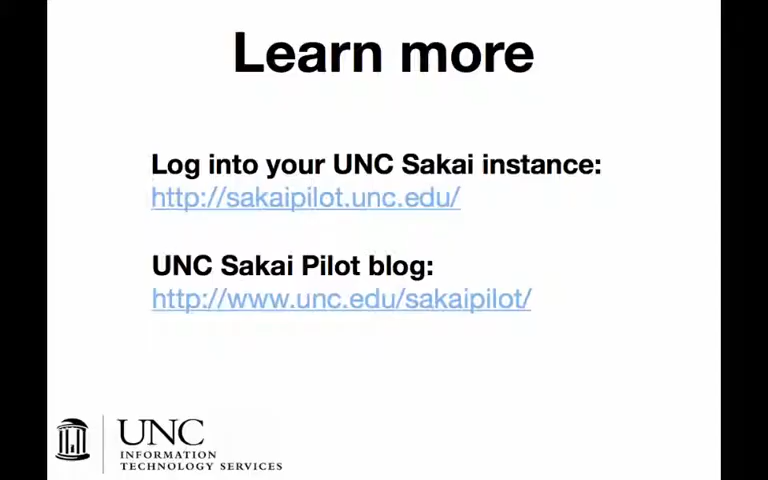 Learn more
Log into your UNC Sakai instance:
http://sakaipilot.unc.edu/
UNC Sakai Pilot blog:
http://www.unc.edu/sakaipilot/
UNC
INFORMATION
TECHNOLOGY SERVICES